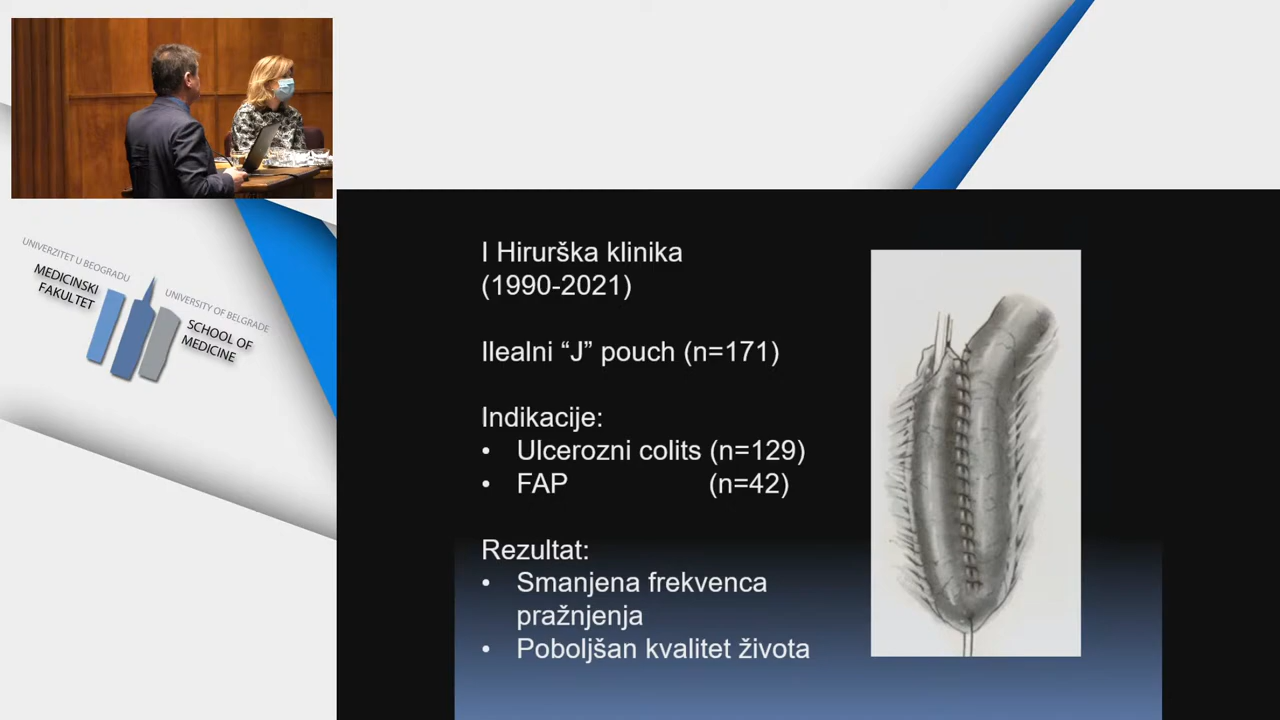 UNIVERZITET U BEOGRADU
MEDICINSKI
FAKULTET
UNIVERSITY OF BELGRADE
SCHOOL OF
MEDICINE
I Hirurška klinika
(1990-2021)
Ilealni “J” pouch (n=171)
Indikacije:
• Ulcerozni colits (n=129)
• FAP (n=42)
Rezultat:
• Smanjena frekvenca
pražnjenja
• Poboljšan kvalitet života